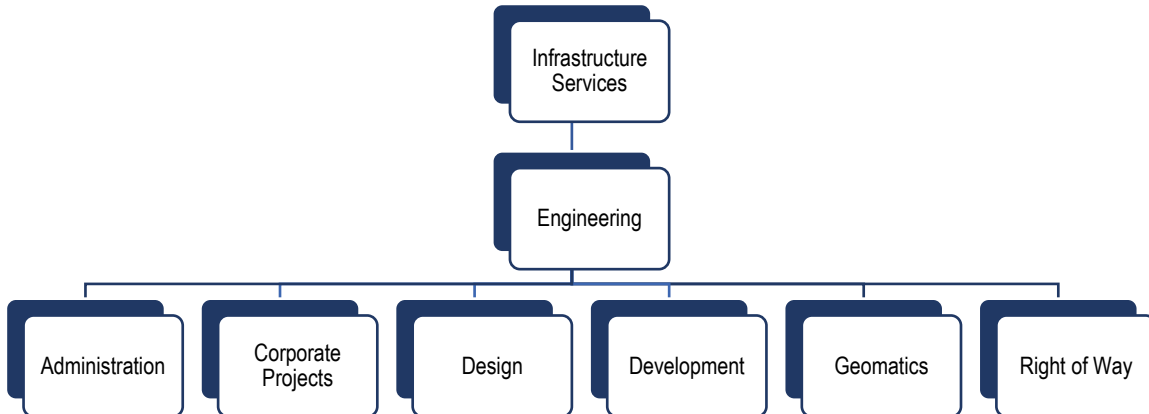 Infrastructure
Services
Engineering
Administration
Corporate
Projects
Design
Development
Geomatics
Right of Way